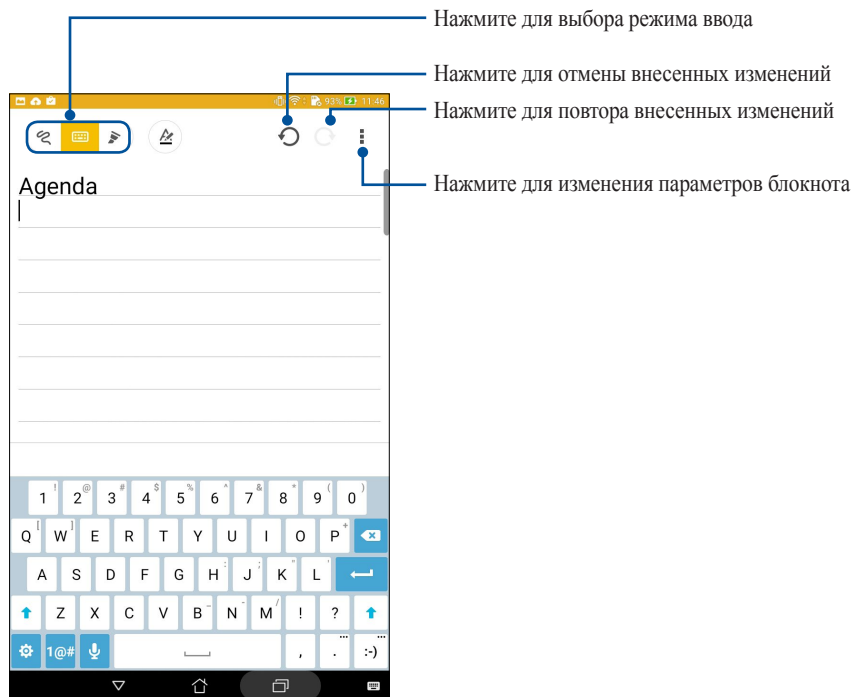 Нажмите для выбора режима ввода
Нажмите для отмены внесенных изменений
Нажмите для повтора внесенных изменений
Нажмите для изменения параметров блокнота
93% 11:46
Agenda
1 ! 2 @ 3 # 4 $ 5 % 6 ^ 7 & 8 * 9 ( 0 )
Q [ W ] E R T Y U I O P +
A S D F G H : J ; K " L '
Z X C V B _ N - M / ! ?
1@# , . ... :-) ...